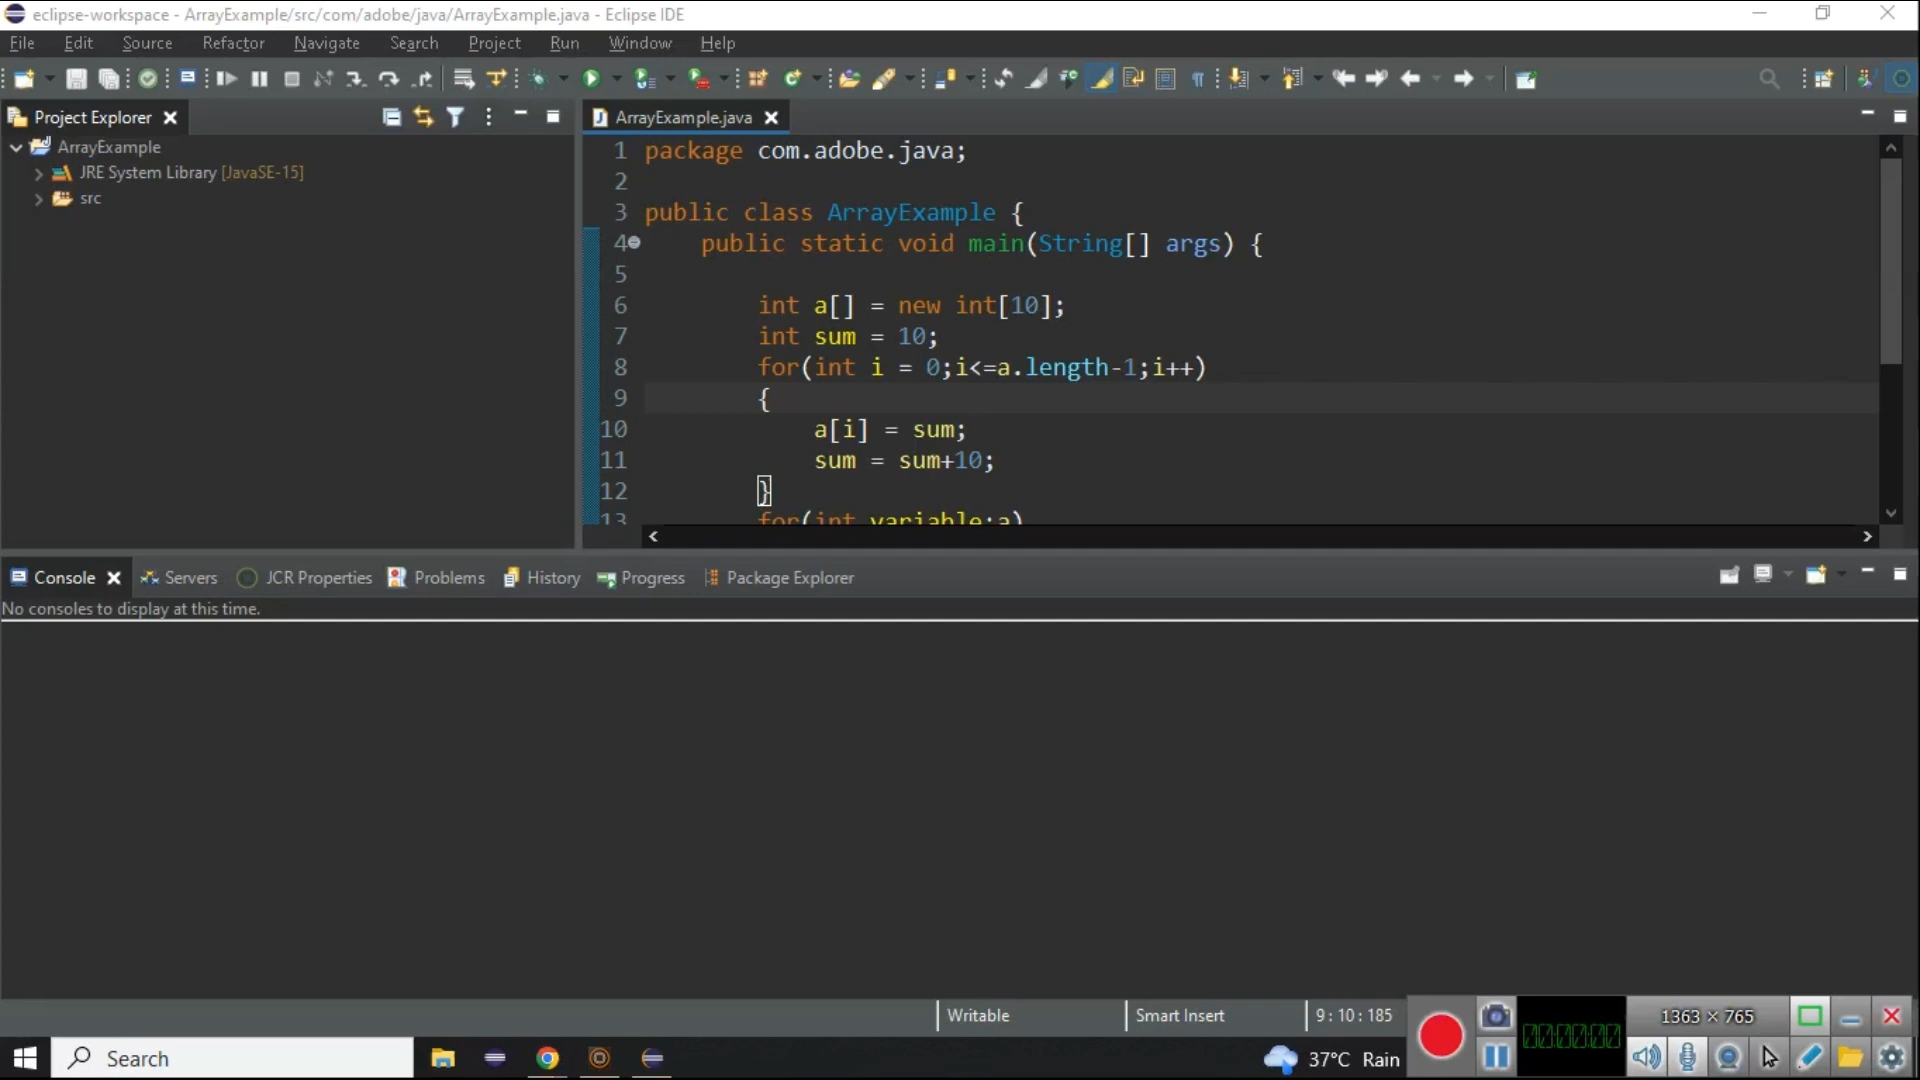 eclipse-workspace - ArrayExample/src/com/adobe/java/ArrayExample.java - Eclipse IDE
File Edit Source Refactor Navigate Search Project Run Window Help
Project Explorer
ArrayExample
JRE System Library [JavaSE-15]
src
ArrayExample.java
1 package com.adobe.java;
2
3 public class ArrayExample {
4 public static void main(String[] args) {
5
6 int a[] = new int[10];
7 int sum = 10;
8 for(int i = 0;i<=a.length-1;i++)
9 {
10 a[i] = sum;
11 sum = sum+10;
12 }
13 for(int variable:a)
Console Servers JCR Properties Problems History Progress Package Explorer
No consoles to display at this time.
Writable Smart Insert 9:10:185
1363 × 765
00:00:00
Search
37°C Rain